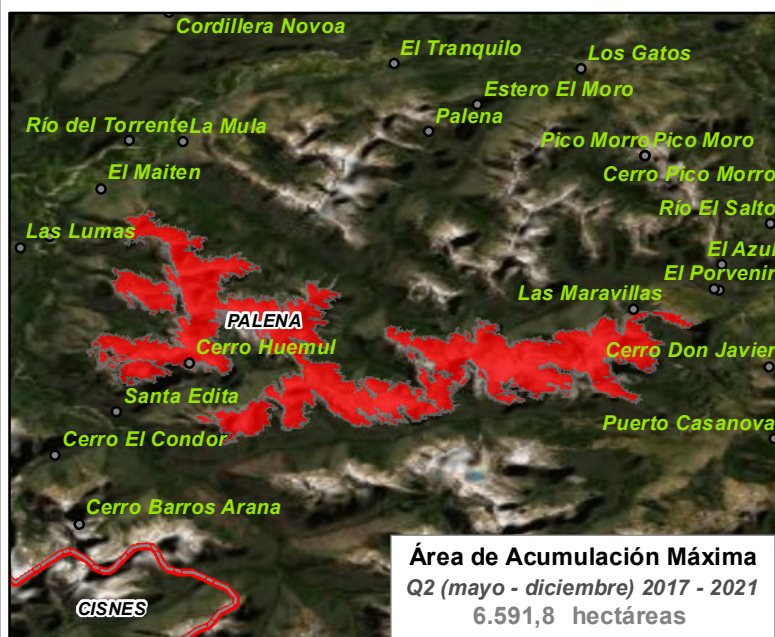 Cordillera Novoa
El Tranquilo
Los Gatos
Estero El Moro
Palena
Río del Torrente La Mula
Pico Morro Pico Moro
El Maiten
Cerro Pico Morro
Río El Salto
Las Lumas
El Azul
El Porvenir
Las Maravillas
PALENA
Cerro Huemul
Cerro Don Javier
Santa Edita
Puerto Casanova
Cerro El Condor
Cerro Barros Arana
CISNES
Área de Acumulación Máxima
Q2 (mayo - diciembre) 2017 - 2021
6.591,8 hectáreas